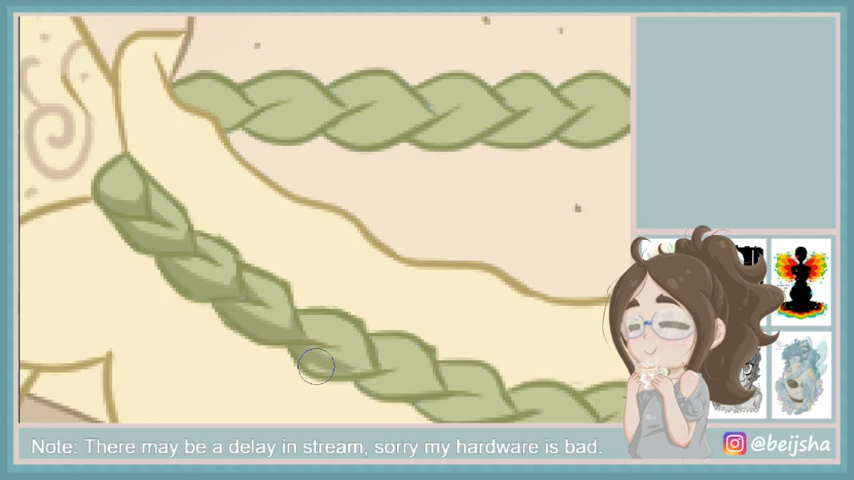 Note: There may be a delay in stream, sorry my hardware is bad.
@beijsha